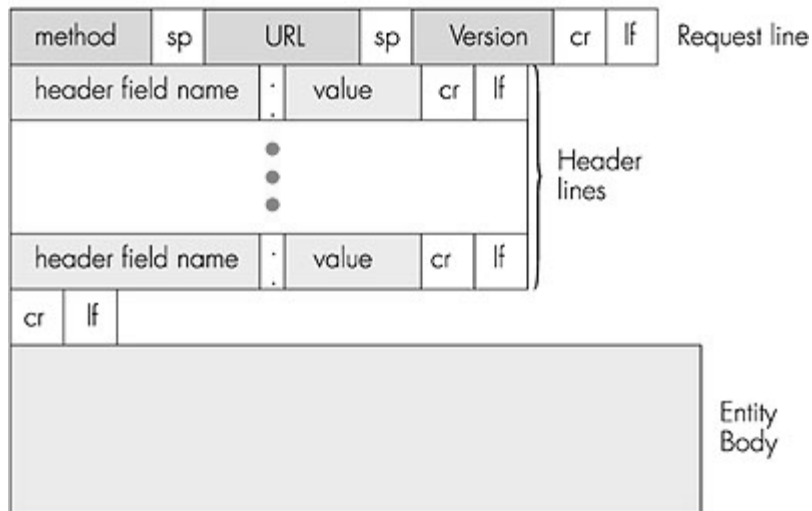 method sp URL sp Version cr lf Request line
header field name : value cr lf
Header
lines
header field name : value cr lf
cr lf
Entity
Body